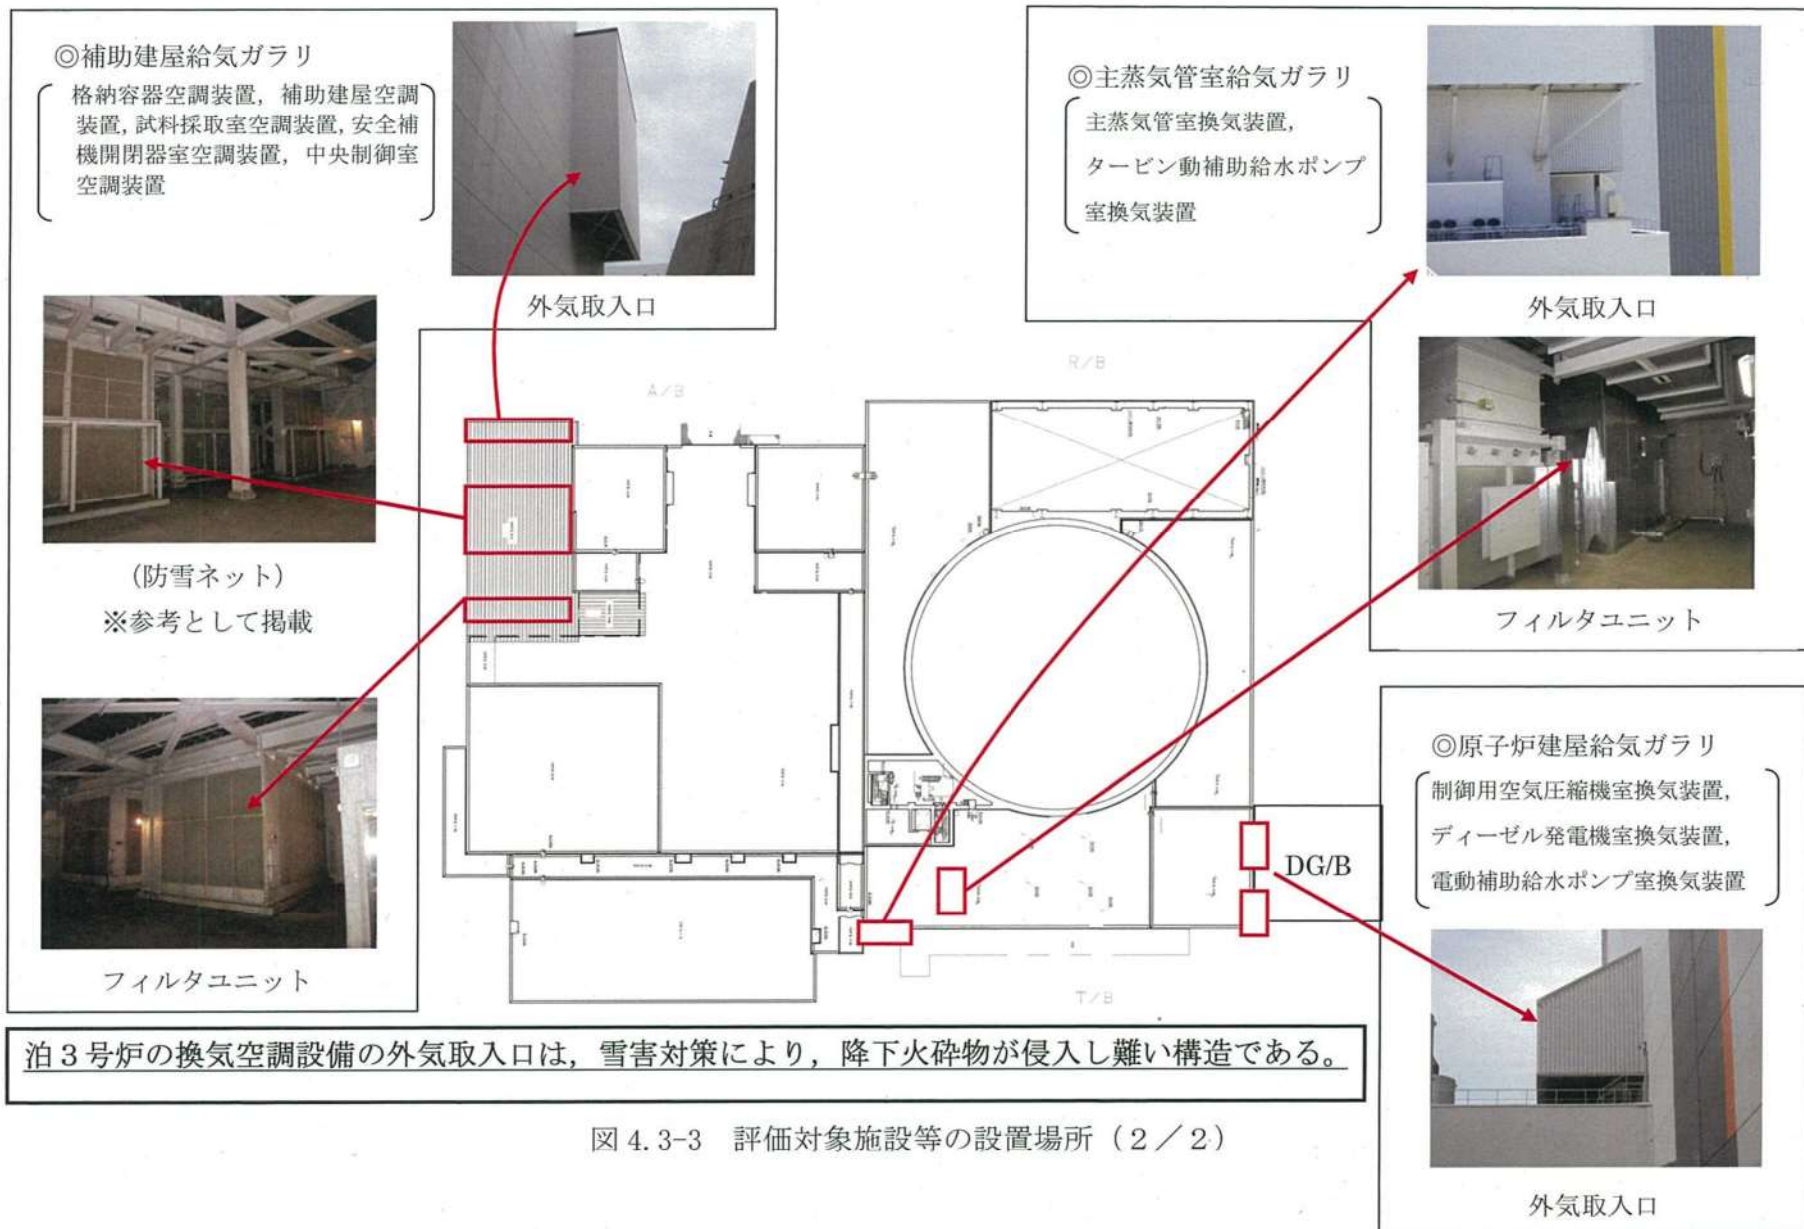 ◎補助建屋給気ガラリ
格納容器空調装置，補助建屋空調
装置，試料採取室空調装置，安全補
機開閉器室空調装置，中央制御室
空調装置
外気取入口
(防雪ネット)
※参考として掲載
フィルタユニット
◎主蒸気管室給気ガラリ
主蒸気管室換気装置，
タービン動補助給水ポンプ
室換気装置
外気取入口
フィルタユニット
A/B
R/B
DG/B
T/B
◎原子炉建屋給気ガラリ
制御用空気圧縮機室換気装置，
ディーゼル発電機室換気装置，
電動補助給水ポンプ室換気装置
外気取入口
泊３号炉の換気空調設備の外気取入口は，雪害対策により，降下火砕物が侵入し難い構造である。
図 4.3-3　評価対象施設等の設置場所（２／２）